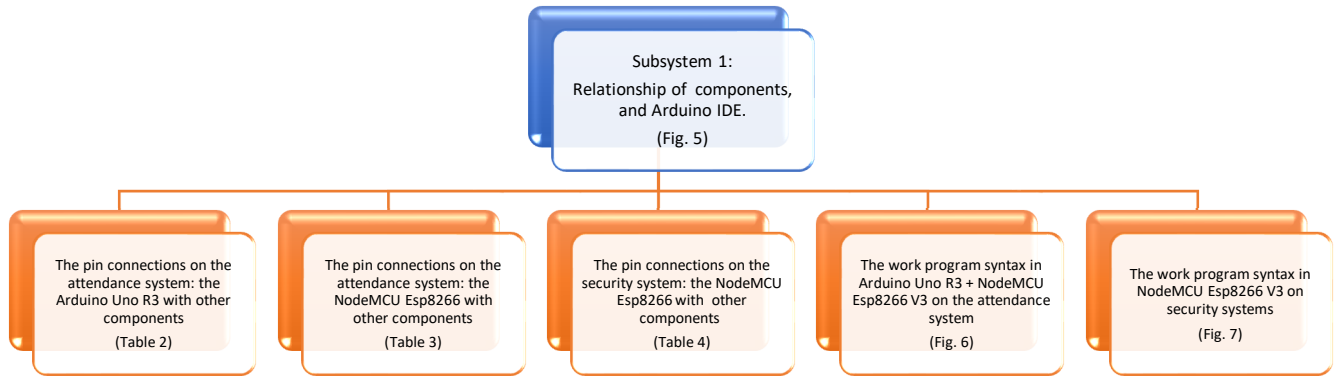 Subsystem 1:
Relationship of components,
and Arduino IDE.
(Fig. 5)
The pin connections on the
attendance system: the
Arduino Uno R3 with other
components
(Table 2)
The pin connections on the
attendance system: the
NodeMCU Esp8266 with
other components
(Table 3)
The pin connections on the
security system: the NodeMCU
Esp8266 with other
components
(Table 4)
The work program syntax in
Arduino Uno R3 + NodeMCU
Esp8266 V3 on the attendance
system
(Fig. 6)
The work program syntax in
NodeMCU Esp8266 V3 on
security systems
(Fig. 7)